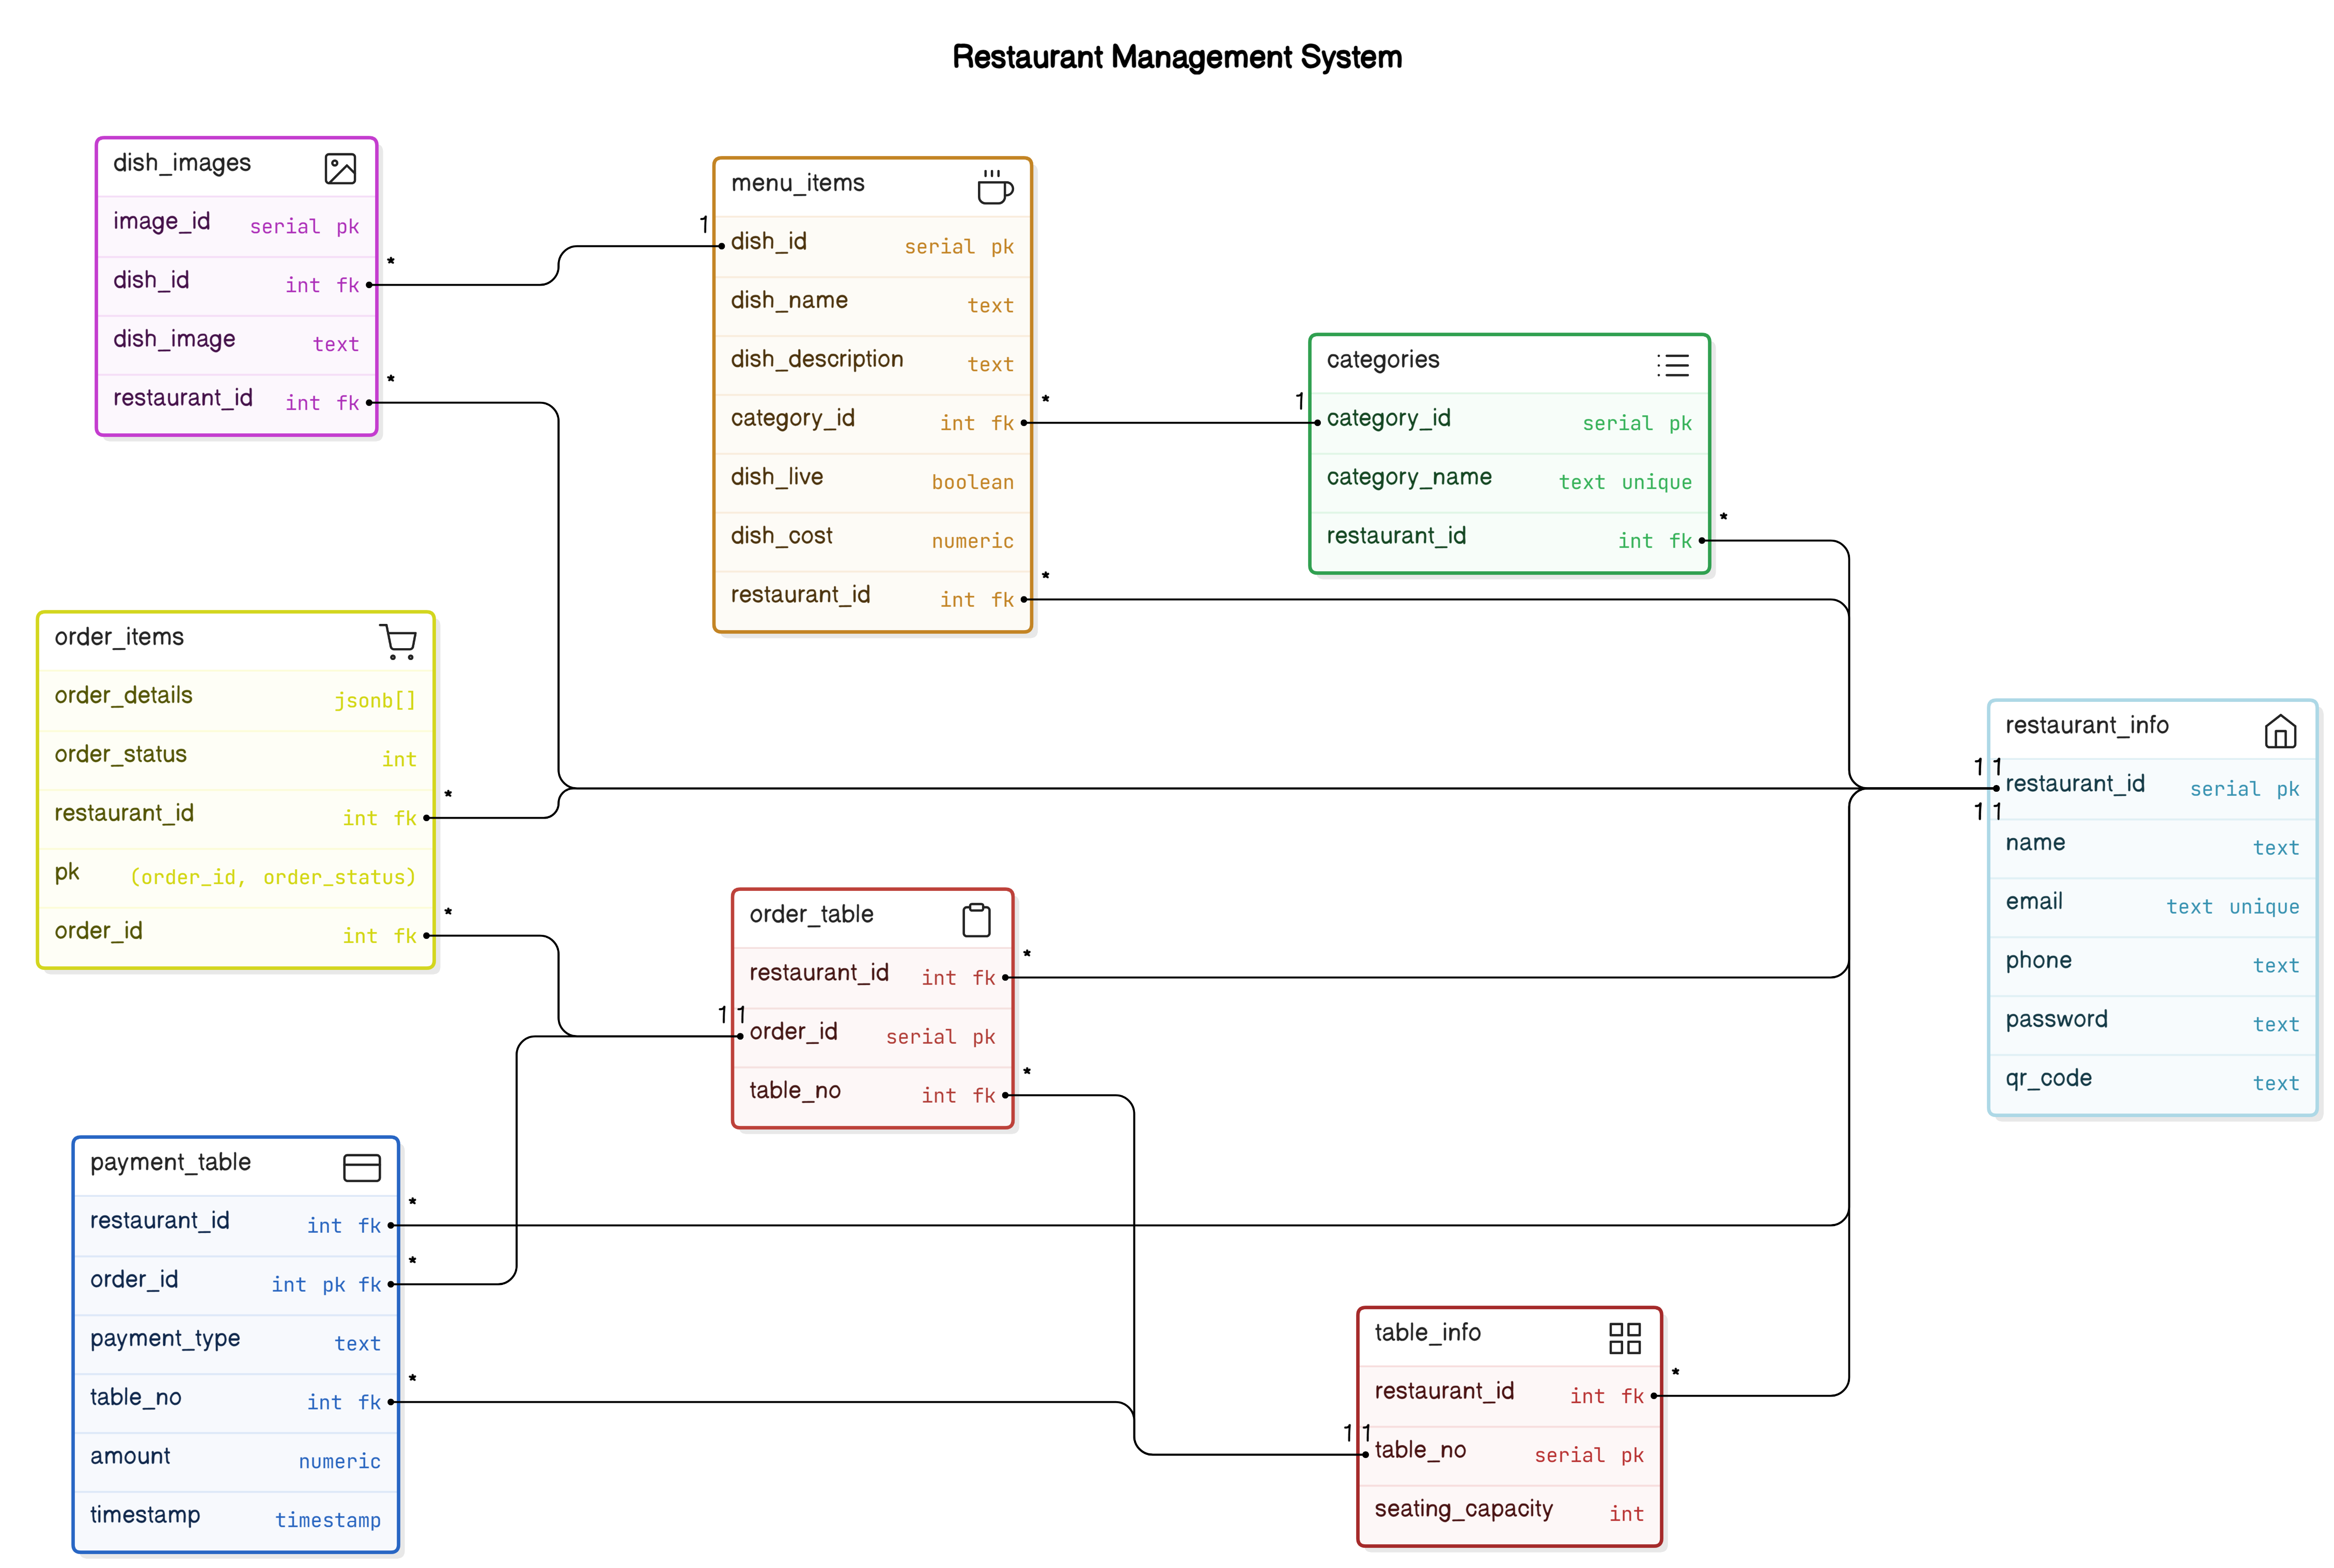 Restaurant Management System
dish_images
image_id serial pk
dish_id int fk
dish_image text
restaurant_id int fk
*
*
menu_items
1
dish_id serial pk
dish_name text
dish_description text
category_id int fk
dish_live boolean
dish_cost numeric
restaurant_id int fk
*
*
categories
1
category_id serial pk
category_name text unique
restaurant_id int fk
*
order_items
order_details jsonb[]
order_status int
restaurant_id int fk
pk (order_id, order_status)
order_id int fk
*
*
restaurant_info
1 1
restaurant_id serial pk
1 1
name text
email text unique
phone text
password text
qr_code text
order_table
restaurant_id int fk
1 1
order_id serial pk
table_no int fk
*
*
payment_table
restaurant_id int fk
order_id int pk fk
payment_type text
table_no int fk
amount numeric
timestamp timestamp
*
*
*
table_info
restaurant_id int fk
*
1 1
table_no serial pk
seating_capacity int